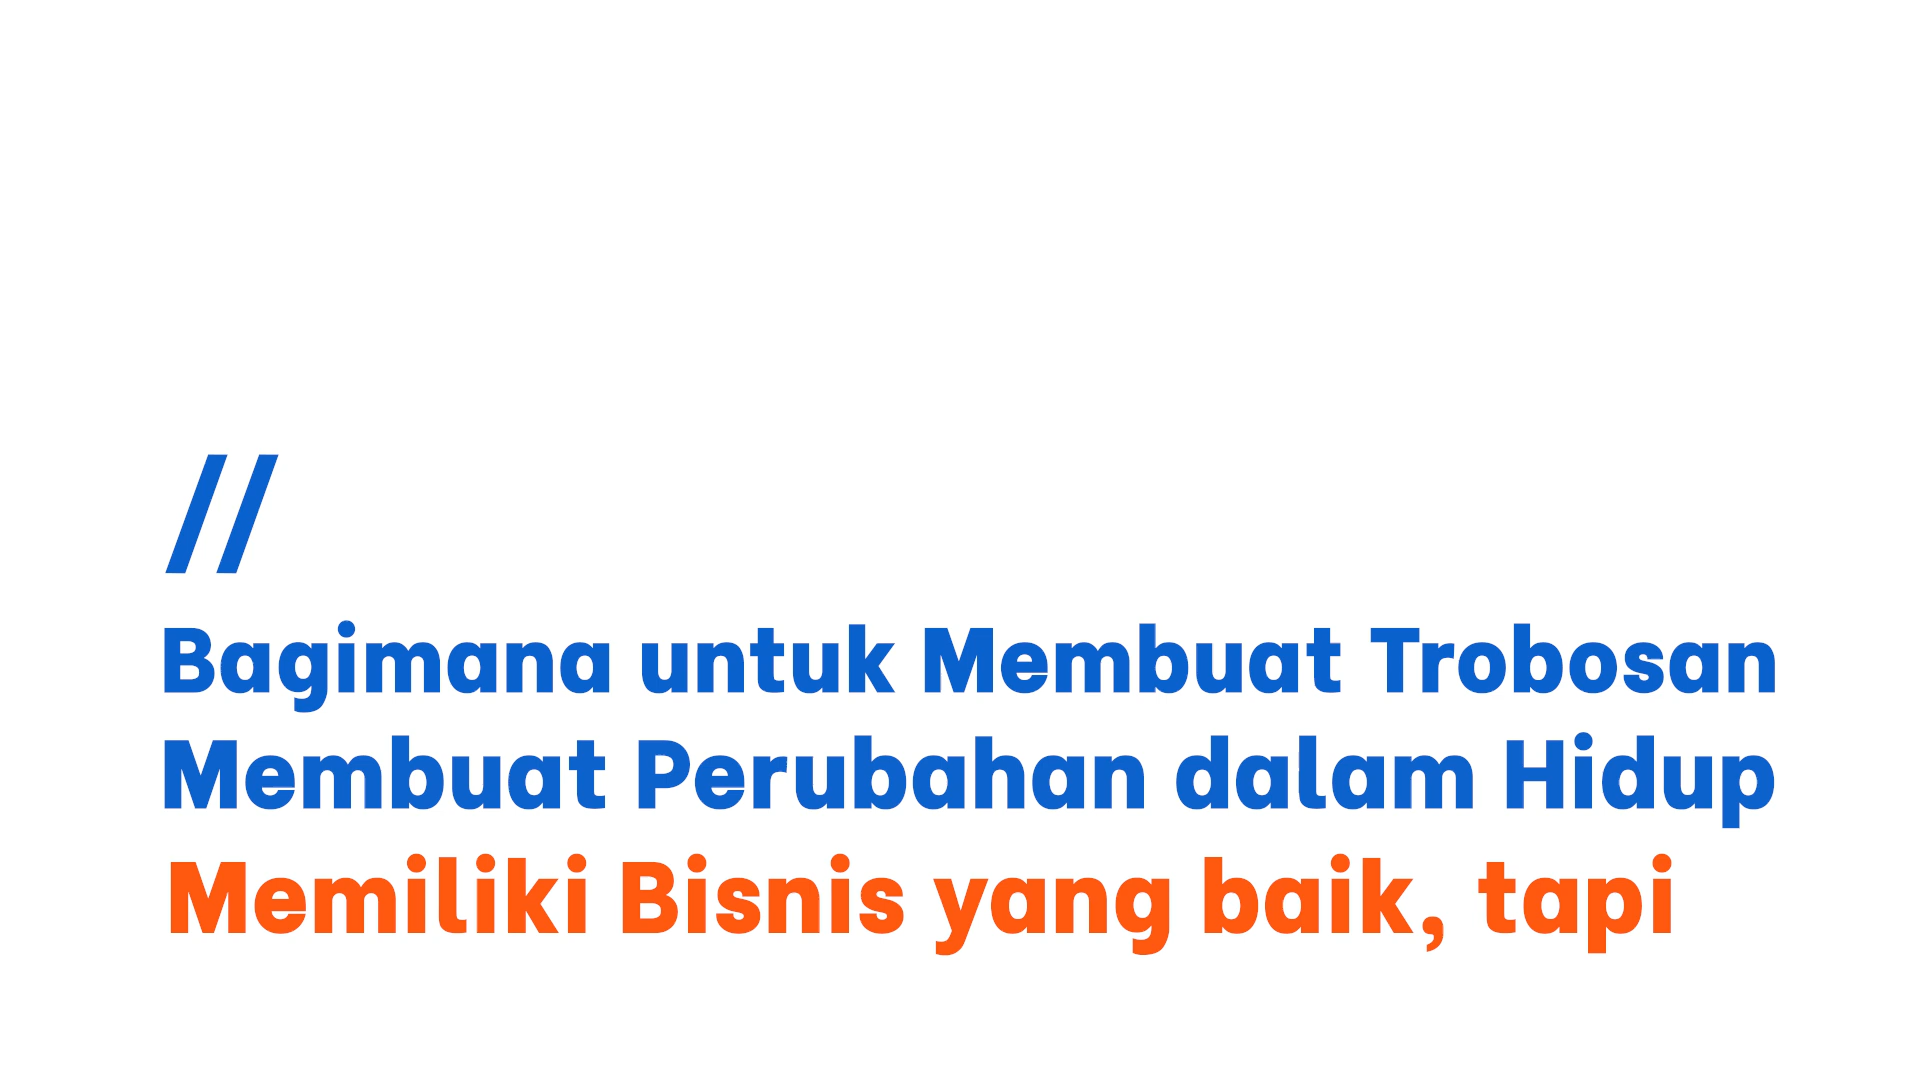 //
Bagimana untuk Membuat Trobosan
Membuat Perubahan dalam Hidup
Memiliki Bisnis yang baik, tapi